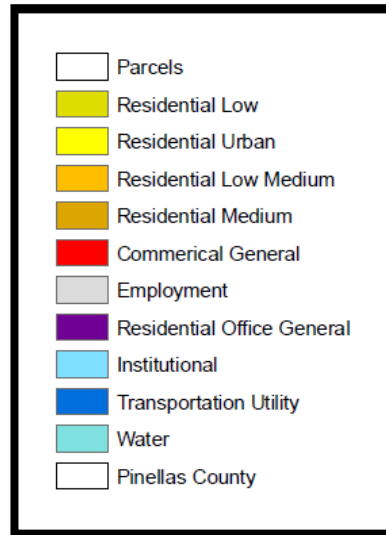 Parcels
Residential Low
Residential Urban
Residential Low Medium
Residential Medium
Commerical General
Employment
Residential Office General
Institutional
Transportation Utility
Water
Pinellas County